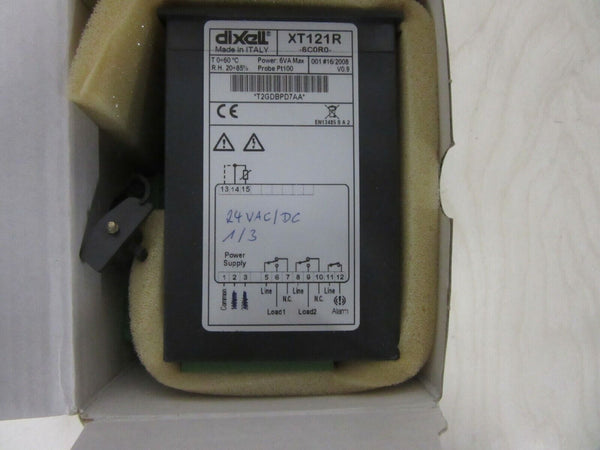 dixell XT121R
Made in ITALY -6C0R0-
T 0÷60 °C Power: 6VA Max 001 #16/2008
R.H. 20÷85% Probe Pt100 V0.9
*T2GDBPD7AA*
CE
EN13485 S A 2
13 14 15
24 VAC/DC
1/3
Power
Supply
1 2 3 5 6 7 8 9 10 11 12
Common Line Line Line
N.C. N.C.
Load1 Load2 Alarm